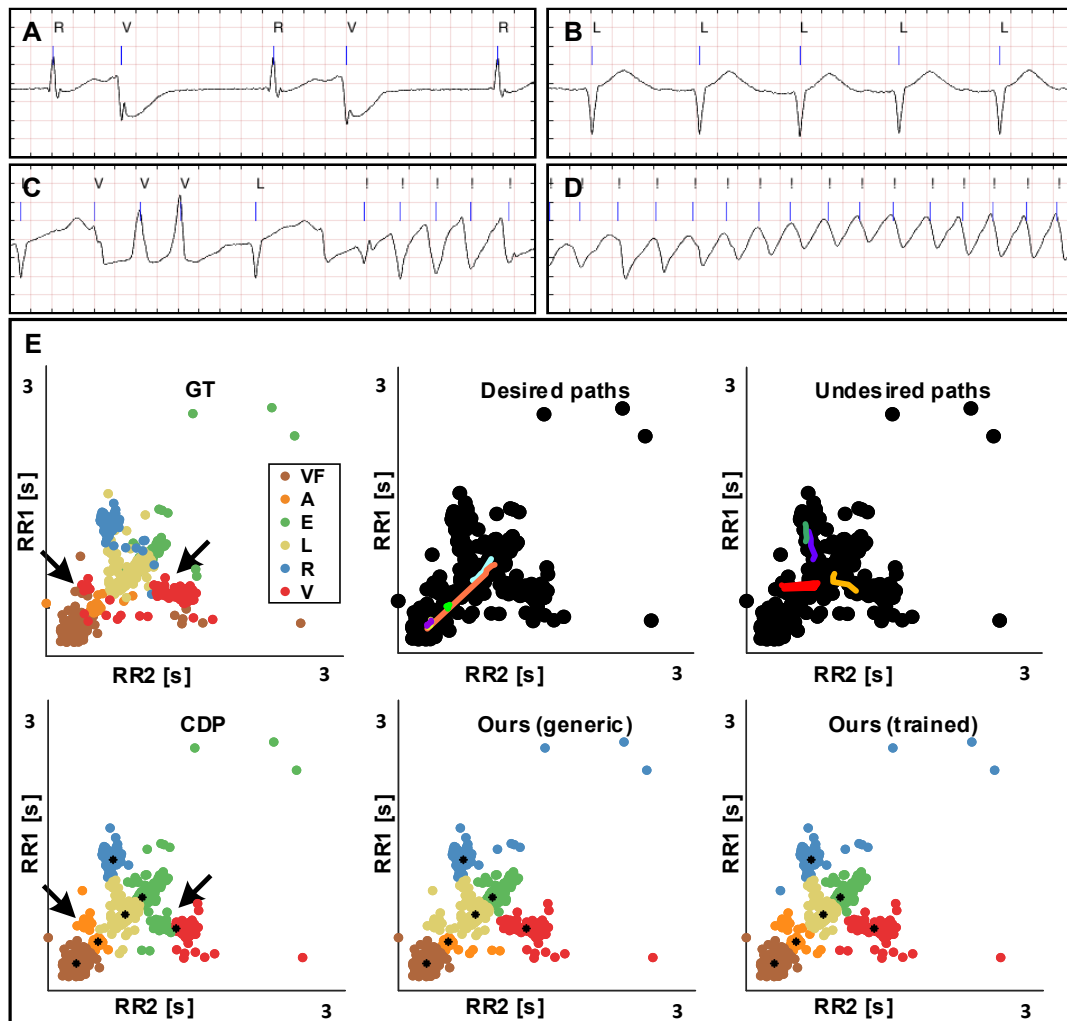 A
R V R V R
B
L L L L L
C
V V V L ! ! ! ! !
D
! ! ! ! ! ! ! ! ! ! ! ! ! ! ! !
E
3 GT
RR1 [s]
RR2 [s] 3
VF
A
E
L
R
V
3 Desired paths
RR1 [s]
RR2 [s] 3
3 Undesired paths
RR1 [s]
RR2 [s] 3
3 CDP
RR1 [s]
RR2 [s] 3
3 Ours (generic)
RR1 [s]
RR2 [s] 3
3 Ours (trained)
RR1 [s]
RR2 [s] 3